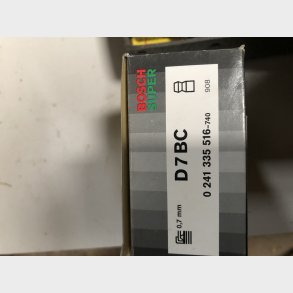 BOSCH
SUPER
D 7 BC
0,7 mm
908
0 241 335 516-740